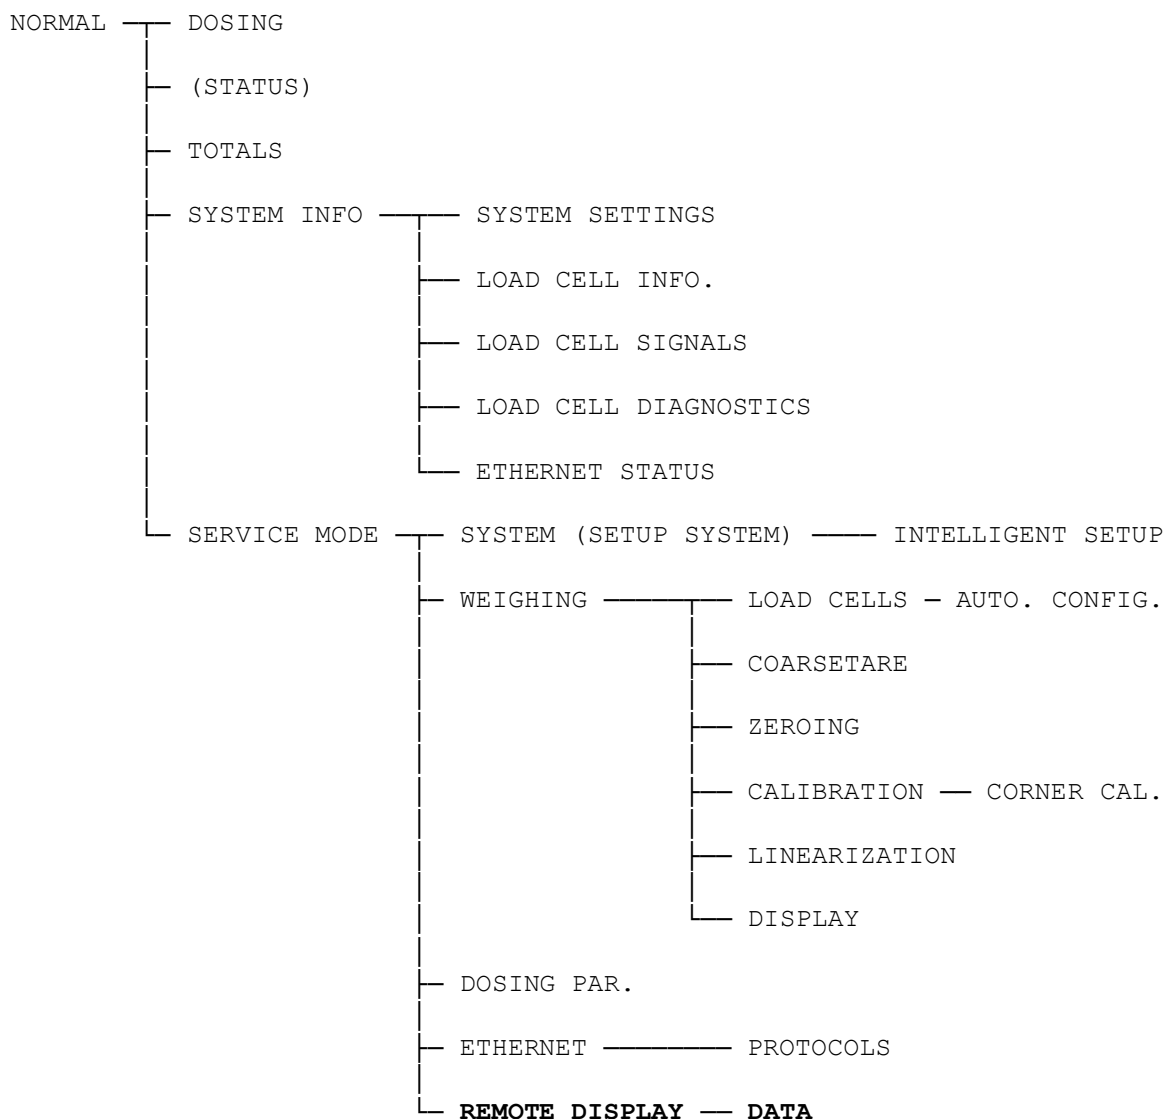 NORMAL DOSING
(STATUS)
TOTALS
SYSTEM INFO SYSTEM SETTINGS
LOAD CELL INFO.
LOAD CELL SIGNALS
LOAD CELL DIAGNOSTICS
ETHERNET STATUS
SERVICE MODE SYSTEM (SETUP SYSTEM) INTELLIGENT SETUP
WEIGHING LOAD CELLS AUTO. CONFIG.
COARSETARE
ZEROING
CALIBRATION CORNER CAL.
LINEARIZATION
DISPLAY
DOSING PAR.
ETHERNET PROTOCOLS
REMOTE DISPLAY DATA